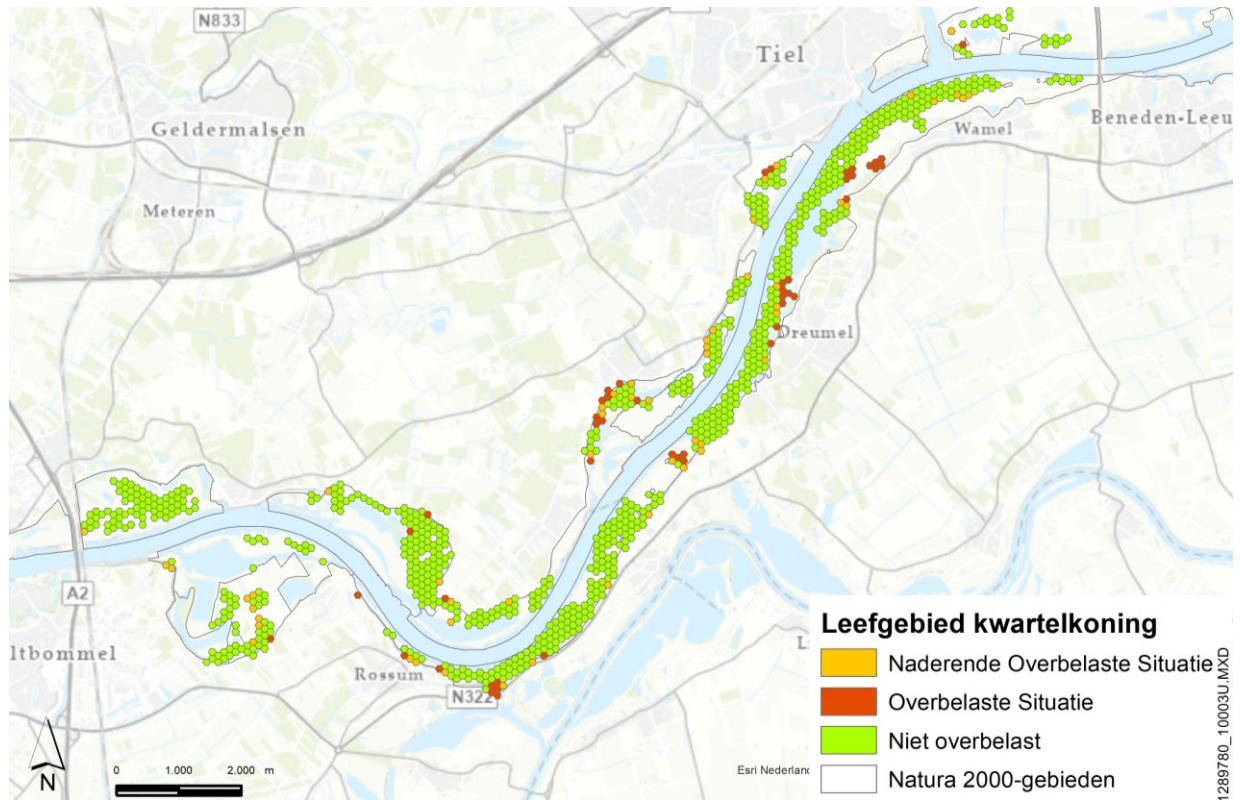 N833
Tiel
Geldermalsen
Wamel
Beneden-Leeu
Meteren
Dreumel
A2
ltbommel
Rossum
N322
Leefgebied kwartelkoning
Naderende Overbelaste Situatie
Overbelaste Situatie
Niet overbelast
Natura 2000-gebieden
N
0 1.000 2.000 m
Esri Nederland
1289780_10003U.MXD